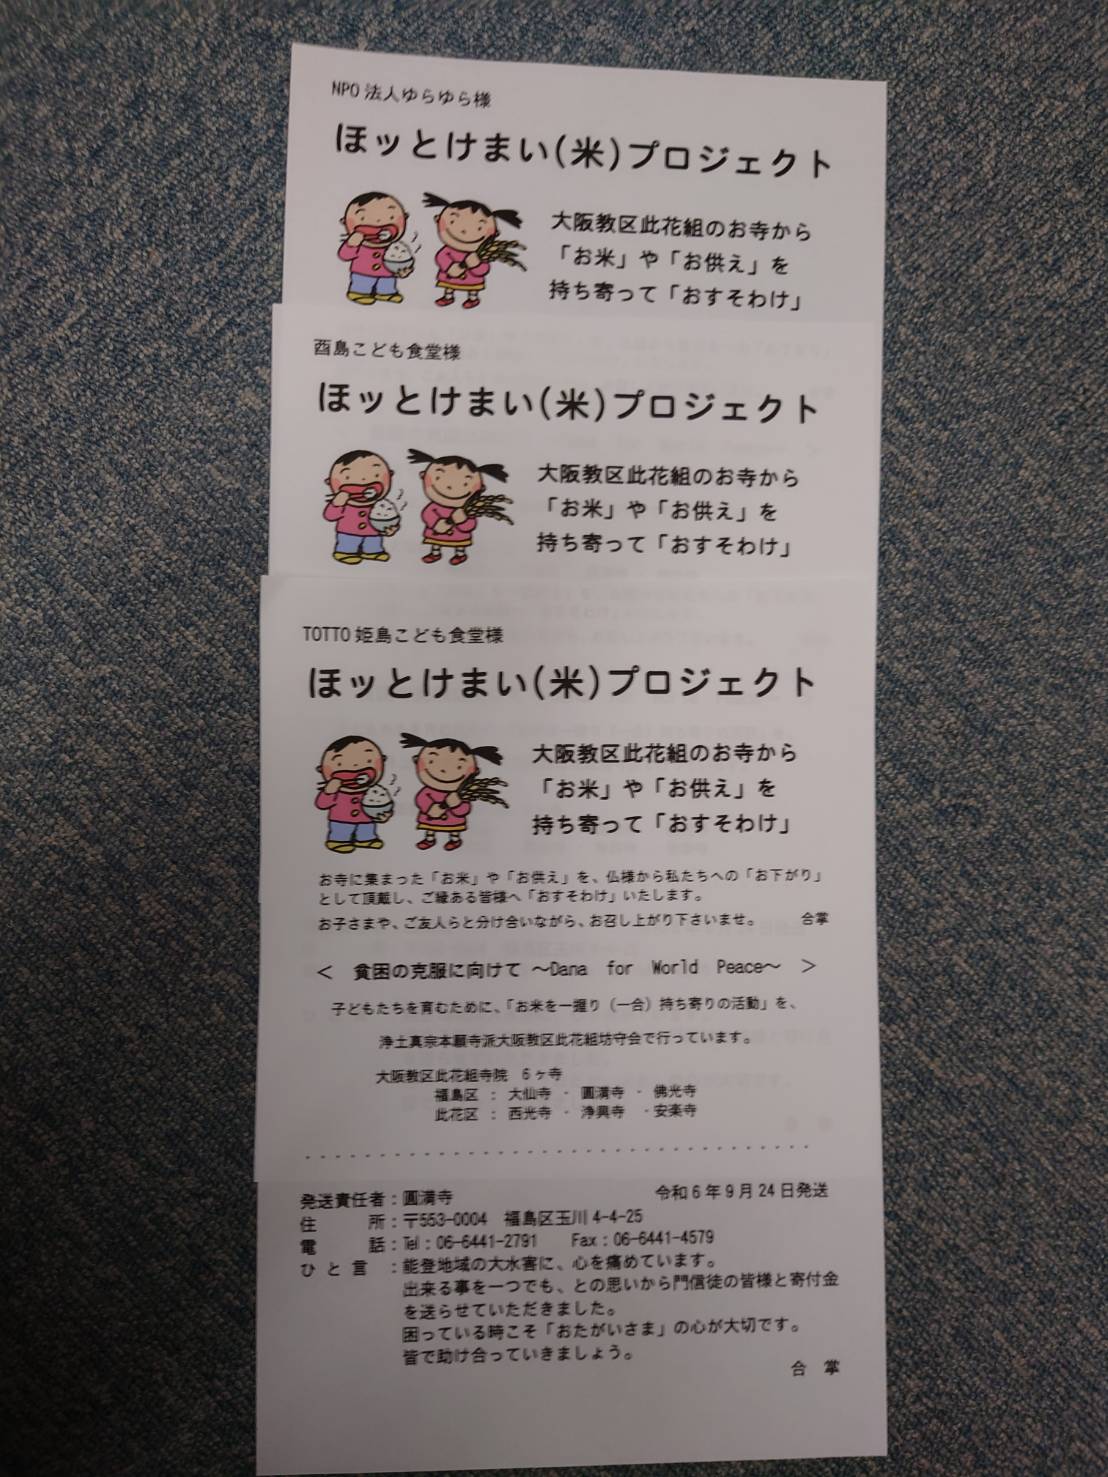 NPO 法人ゆらゆら様
ほッとけまい(米)プロジェクト
大阪教区此花組のお寺から
「お米」や「お供え」を
持ち寄って「おすそわけ」
酉島こども食堂様
ほッとけまい(米)プロジェクト
大阪教区此花組のお寺から
「お米」や「お供え」を
持ち寄って「おすそわけ」
TOTTO 姫島こども食堂様
ほッとけまい(米)プロジェクト
大阪教区此花組のお寺から
「お米」や「お供え」を
持ち寄って「おすそわけ」
お寺に集まった「お米」や「お供え」を、仏様から私たちへの「お下がり」
として頂戴し、ご縁ある皆様へ「おすそわけ」いたします。
お子さまや、ご友人らと分け合いながら、お召し上がり下さいませ。 合掌
＜ 貧困の克服に向けて ～Dana for World Peace～ ＞
子どもたちを育むために、「お米を一握り（一合）持ち寄りの活動」を、
浄土真宗本願寺派大阪教区此花組坊守会で行っています。
大阪教区此花組寺院 6ヶ寺
福島区 ： 大仙寺 ・ 圓満寺 ・ 佛光寺
此花区 ： 西光寺 ・ 浄興寺 ・安楽寺
発送責任者：圓満寺 令和6年9月24日発送
住 所：〒553-0004 福島区玉川4-4-25
電 話：Tel：06-6441-2791 Fax：06-6441-4579
ひと言 ：能登地域の大水害に、心を痛めています。
出来る事を一つでも、との思いから門信徒の皆様と寄付金
を送らせていただきました。
困っている時こそ「おたがいさま」の心が大切です。
皆で助け合っていきましょう。
合 掌